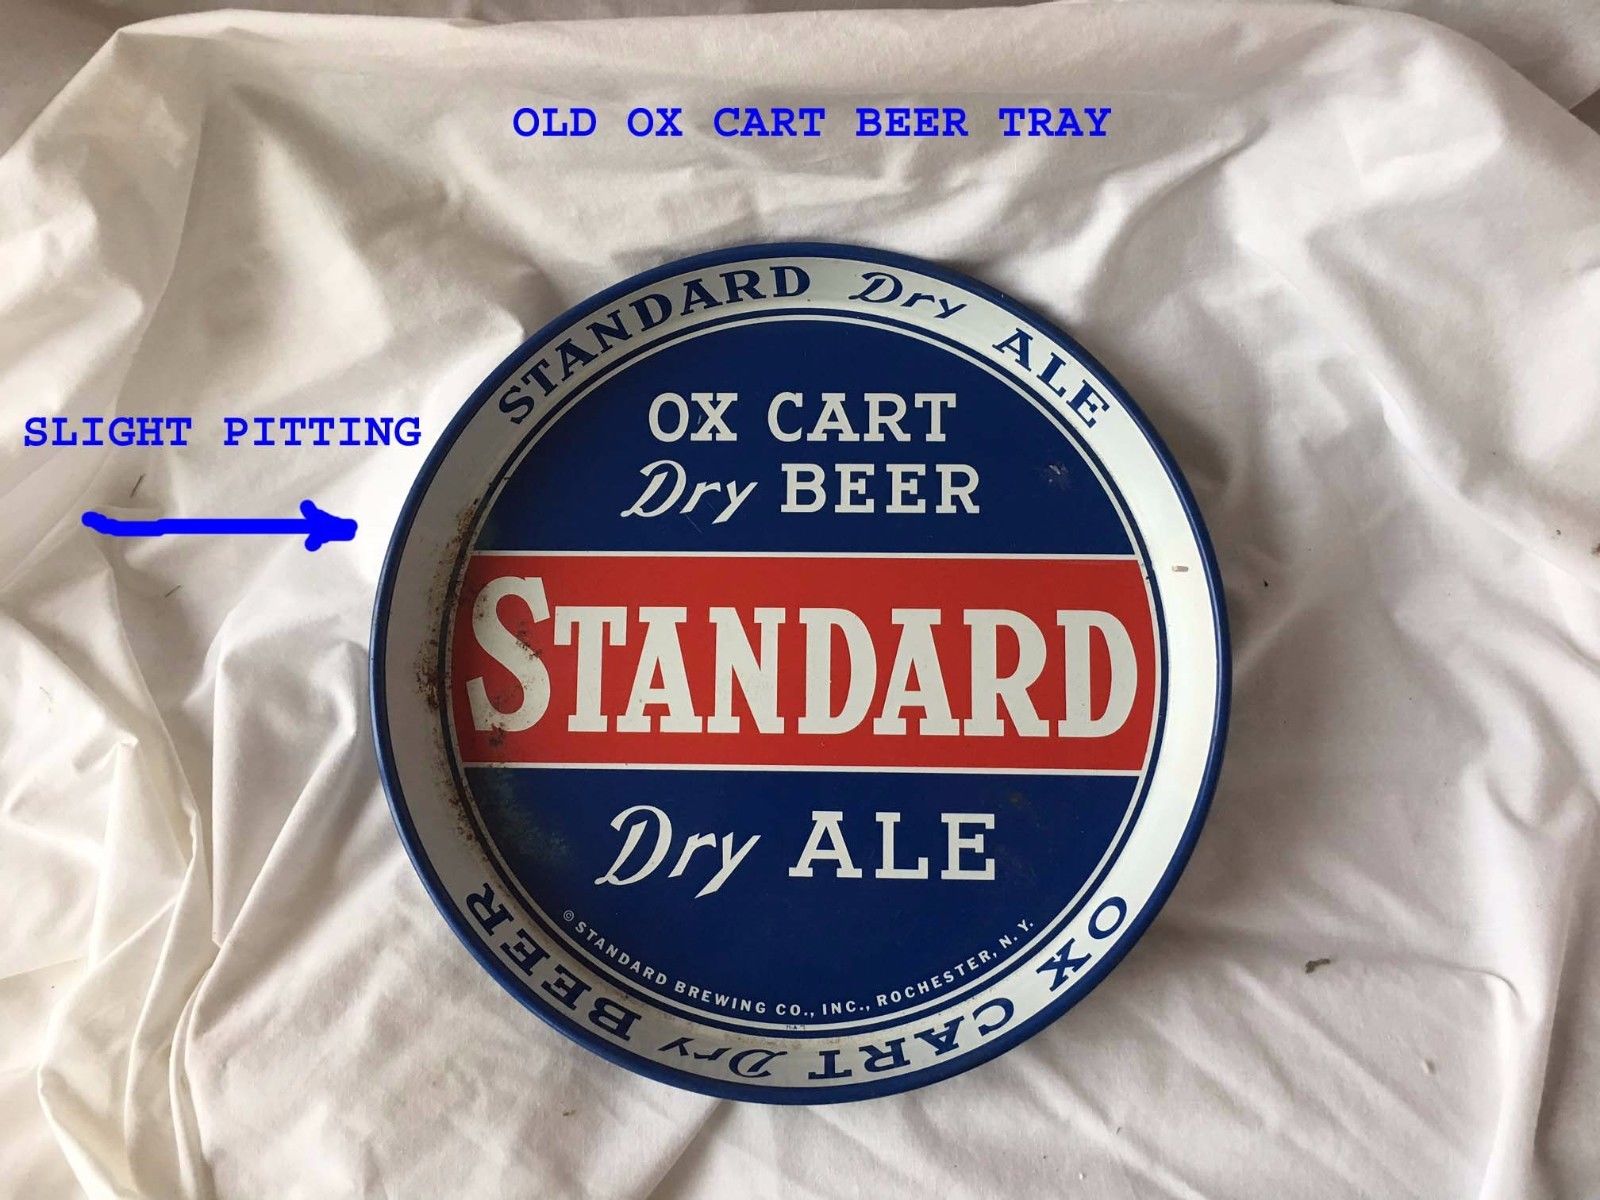 OLD OX CART BEER TRAY
SLIGHT PITTING
STANDARD Dry ALE
OX CART
Dry BEER
STANDARD
Dry ALE
© STANDARD BREWING CO., INC., ROCHESTER, N.Y.
OX CART Dry BEER